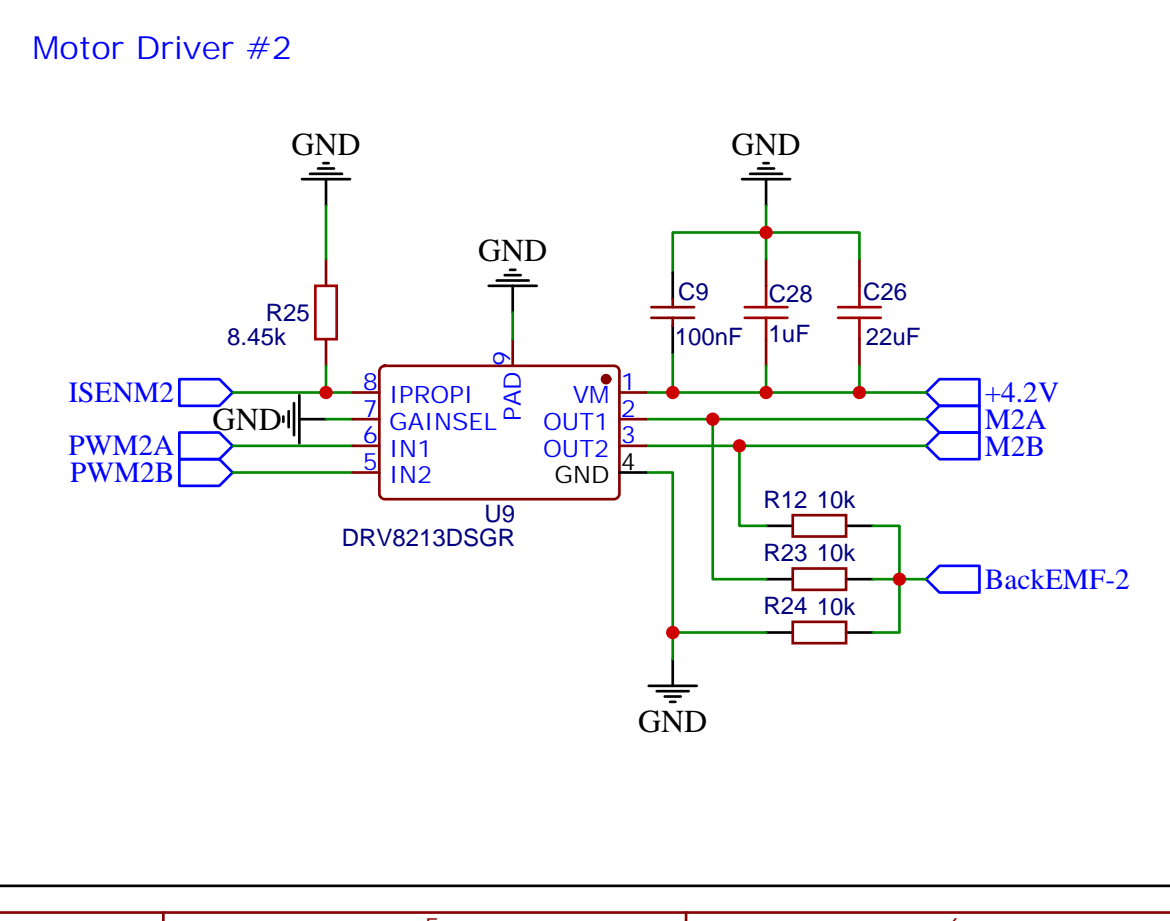 Motor Driver #2
GND
GND
GND
R25
8.45k
C9
100nF
C28
1uF
C26
22uF
ISENM2
GND
PWM2A
PWM2B
8
7
6
5
9
IPROPI
GAINSEL
IN1
IN2
PAD
VM
OUT1
OUT2
GND
1
2
3
4
+4.2V
M2A
M2B
U9
DRV8213DSGR
R12 10k
R23 10k
R24 10k
BackEMF-2
GND